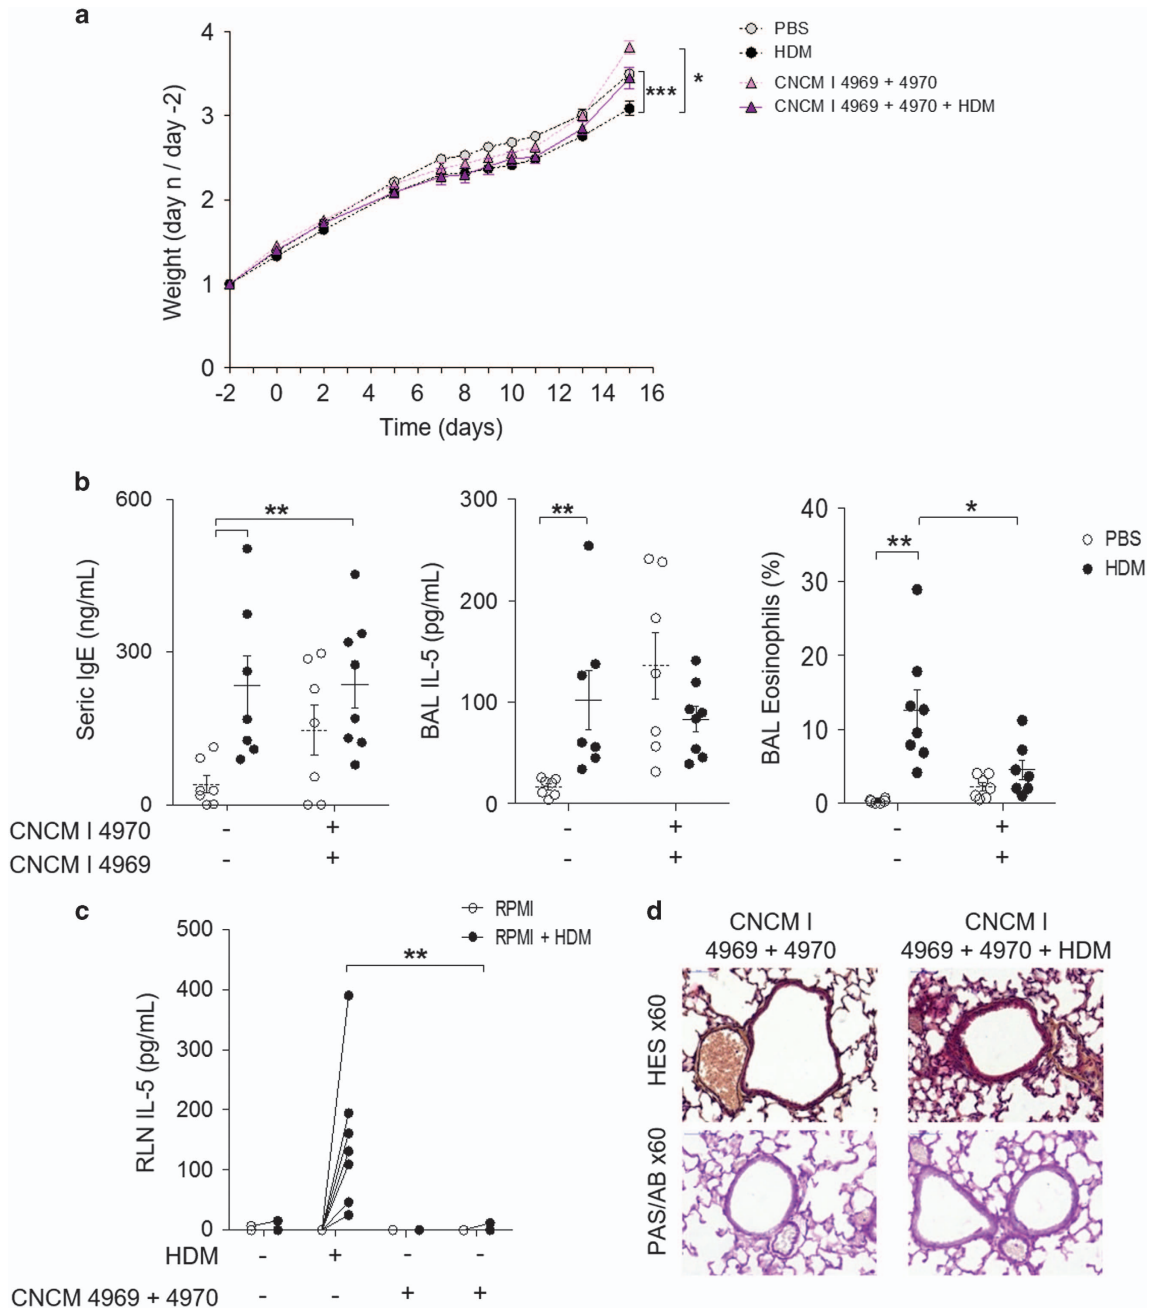 a
4
3
2
1
0
Weight (day n / day -2)
-2 0 2 4 6 8 10 12 14 16
Time (days)
***
*
PBS
HDM
CNCM I 4969 + 4970
CNCM I 4969 + 4970 + HDM
b
600
300
0
Seric IgE (ng/mL)
**
300
200
100
0
BAL IL-5 (pg/mL)
**
40
30
20
10
0
BAL Eosinophils (%)
**
*
PBS
HDM
CNCM I 4970 - + - + - +
CNCM I 4969 - + - + - +
c
RPMI
RPMI + HDM
500
400
300
200
100
0
RLN IL-5 (pg/mL)
**
HDM - + - -
CNCM 4969 + 4970 - - + +
d
CNCM I
4969 + 4970
CNCM I
4969 + 4970 + HDM
HES x60
PAS/AB x60